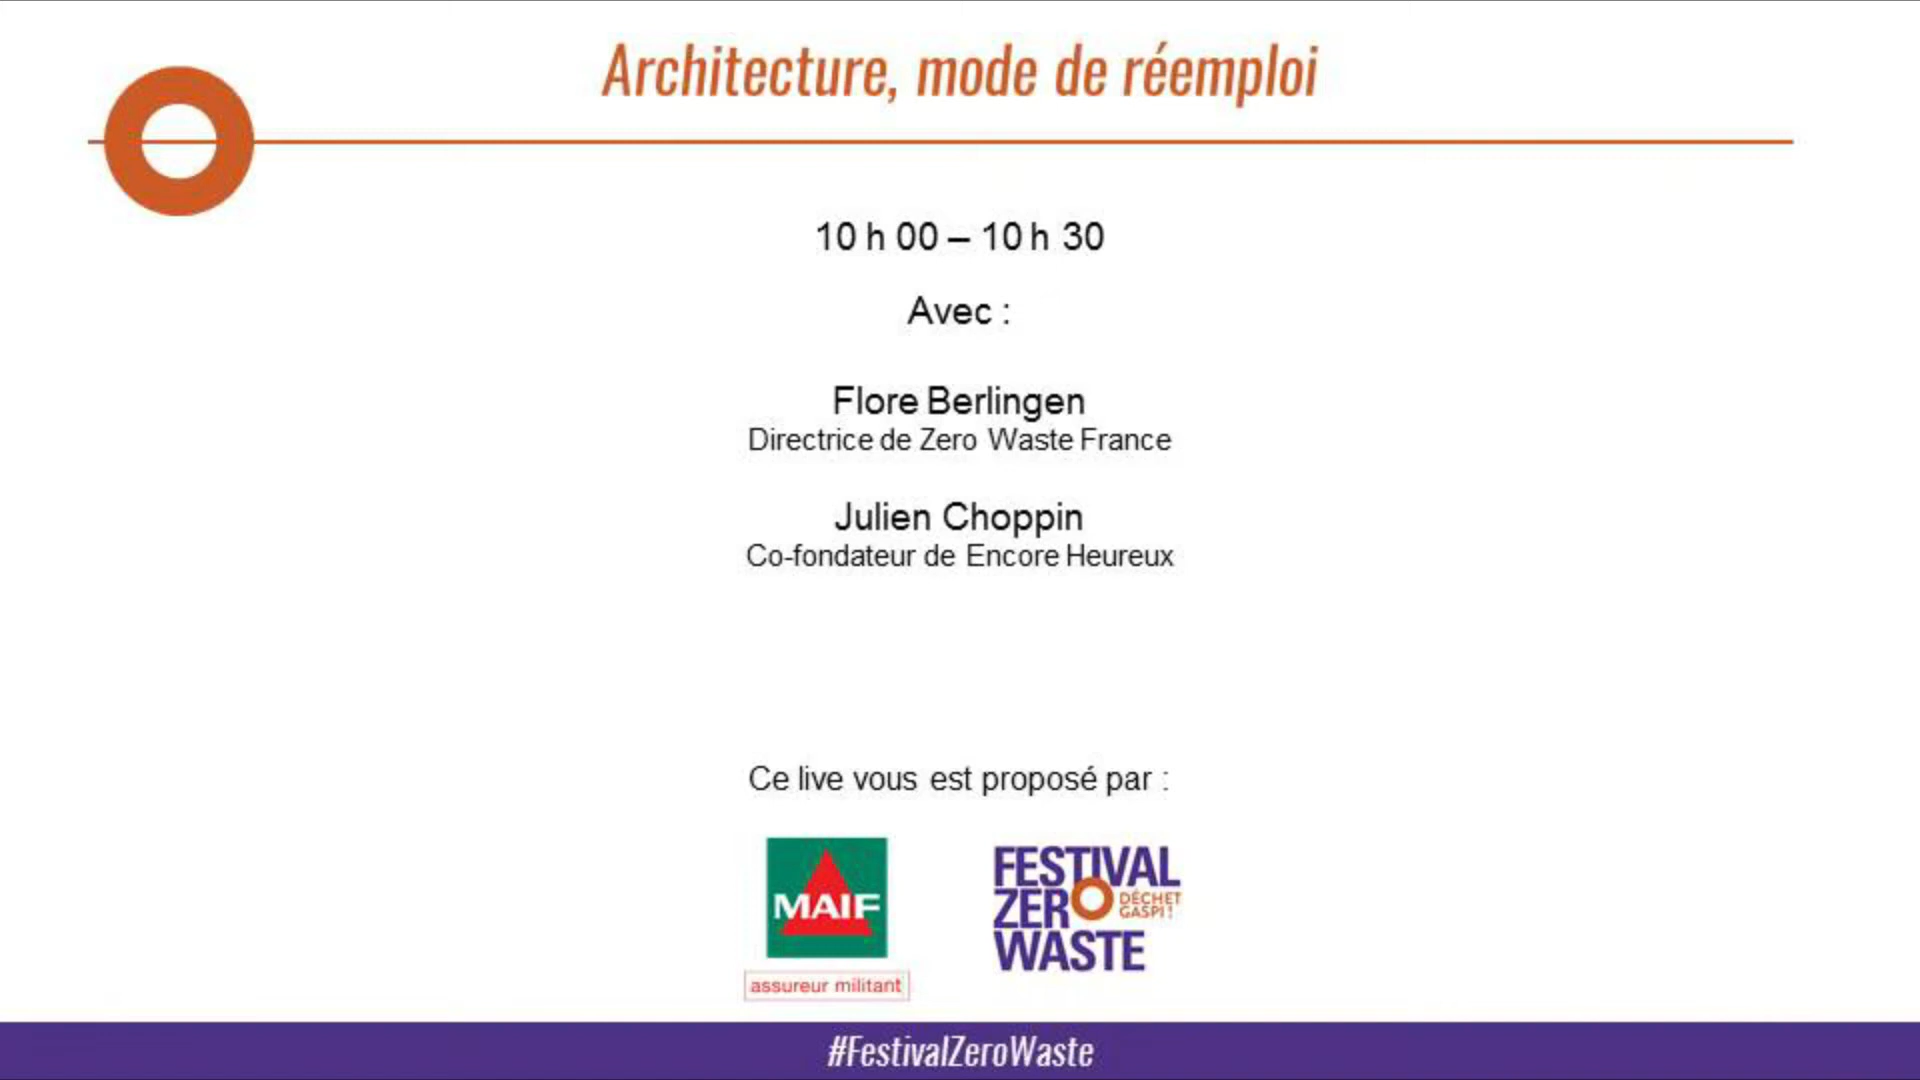 Architecture, mode de réemploi
10 h 00 – 10 h 30
Avec :
Flore Berlingen
Directrice de Zero Waste France
Julien Choppin
Co-fondateur de Encore Heureux
Ce live vous est proposé par :
MAIF
assureur militant
FESTIVAL
ZERO
DÉCHET
GASPI !
WASTE
#FestivalZeroWaste